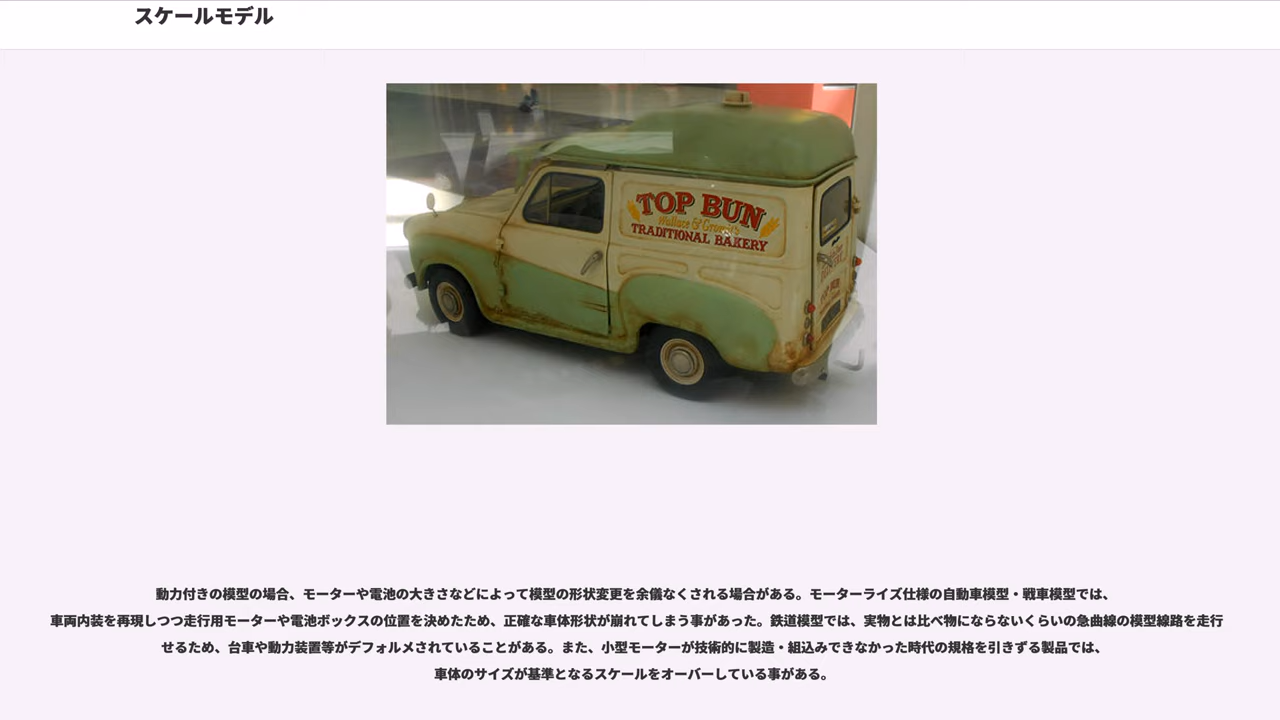 スケールモデル
TOP BUN
Wallace & Gromit's
TRADITIONAL BAKERY
TOP BUN
動力付きの模型の場合、モーターや電池の大きさなどによって模型の形状変更を余儀なくされる場合がある。モーターライズ仕様の自動車模型・戦車模型では、
車両内装を再現しつつ走行用モーターや電池ボックスの位置を決めたため、正確な車体形状が崩れてしまう事があった。鉄道模型では、実物とは比べ物にならないくらいの急曲線の模型線路を走行
せるため、台車や動力装置等がデフォルメされていることがある。また、小型モーターが技術的に製造・組込みできなかった時代の規格を引きずる製品では、
車体のサイズが基準となるスケールをオーバーしている事がある。